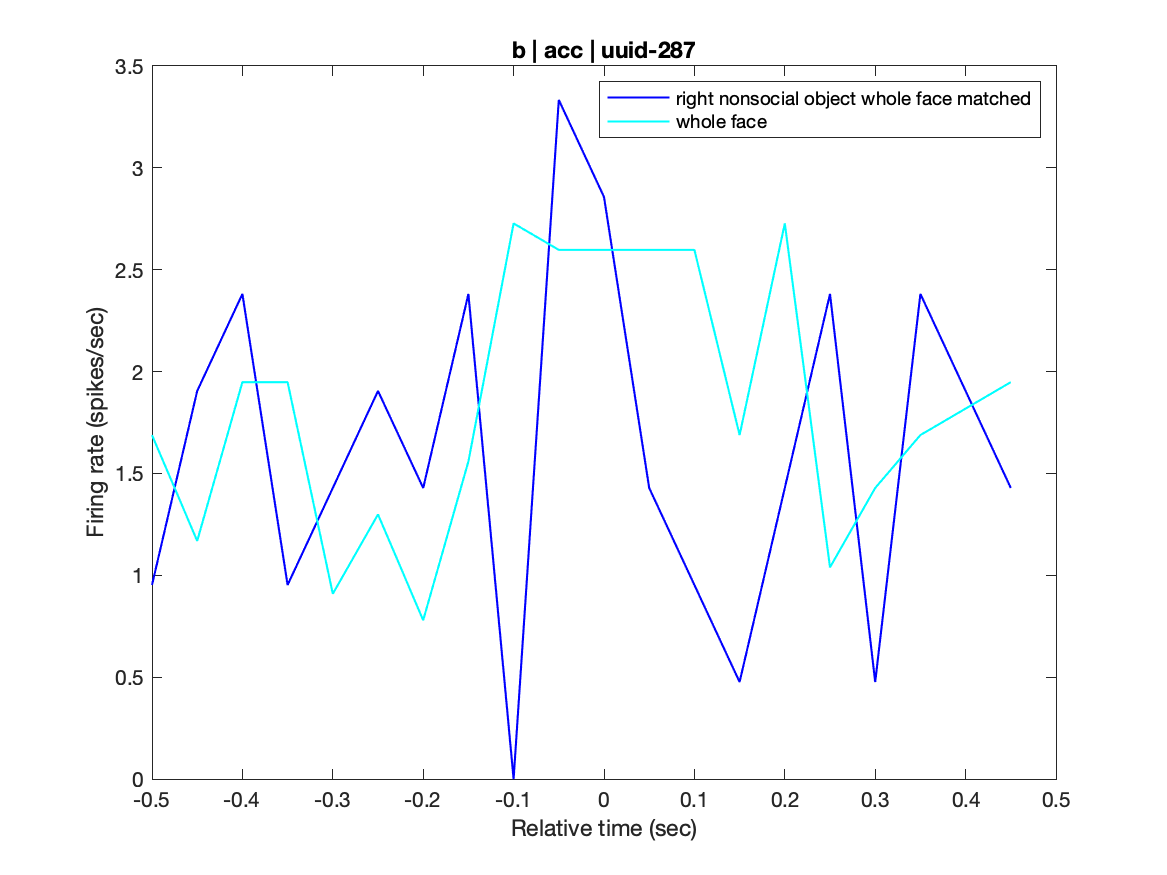 b | acc | uuid-287
right nonsocial object whole face matched
whole face
3.5
3
2.5
2
1.5
1
0.5
0
Firing rate (spikes/sec)
-0.5 -0.4 -0.3 -0.2 -0.1 0 0.1 0.2 0.3 0.4 0.5
Relative time (sec)